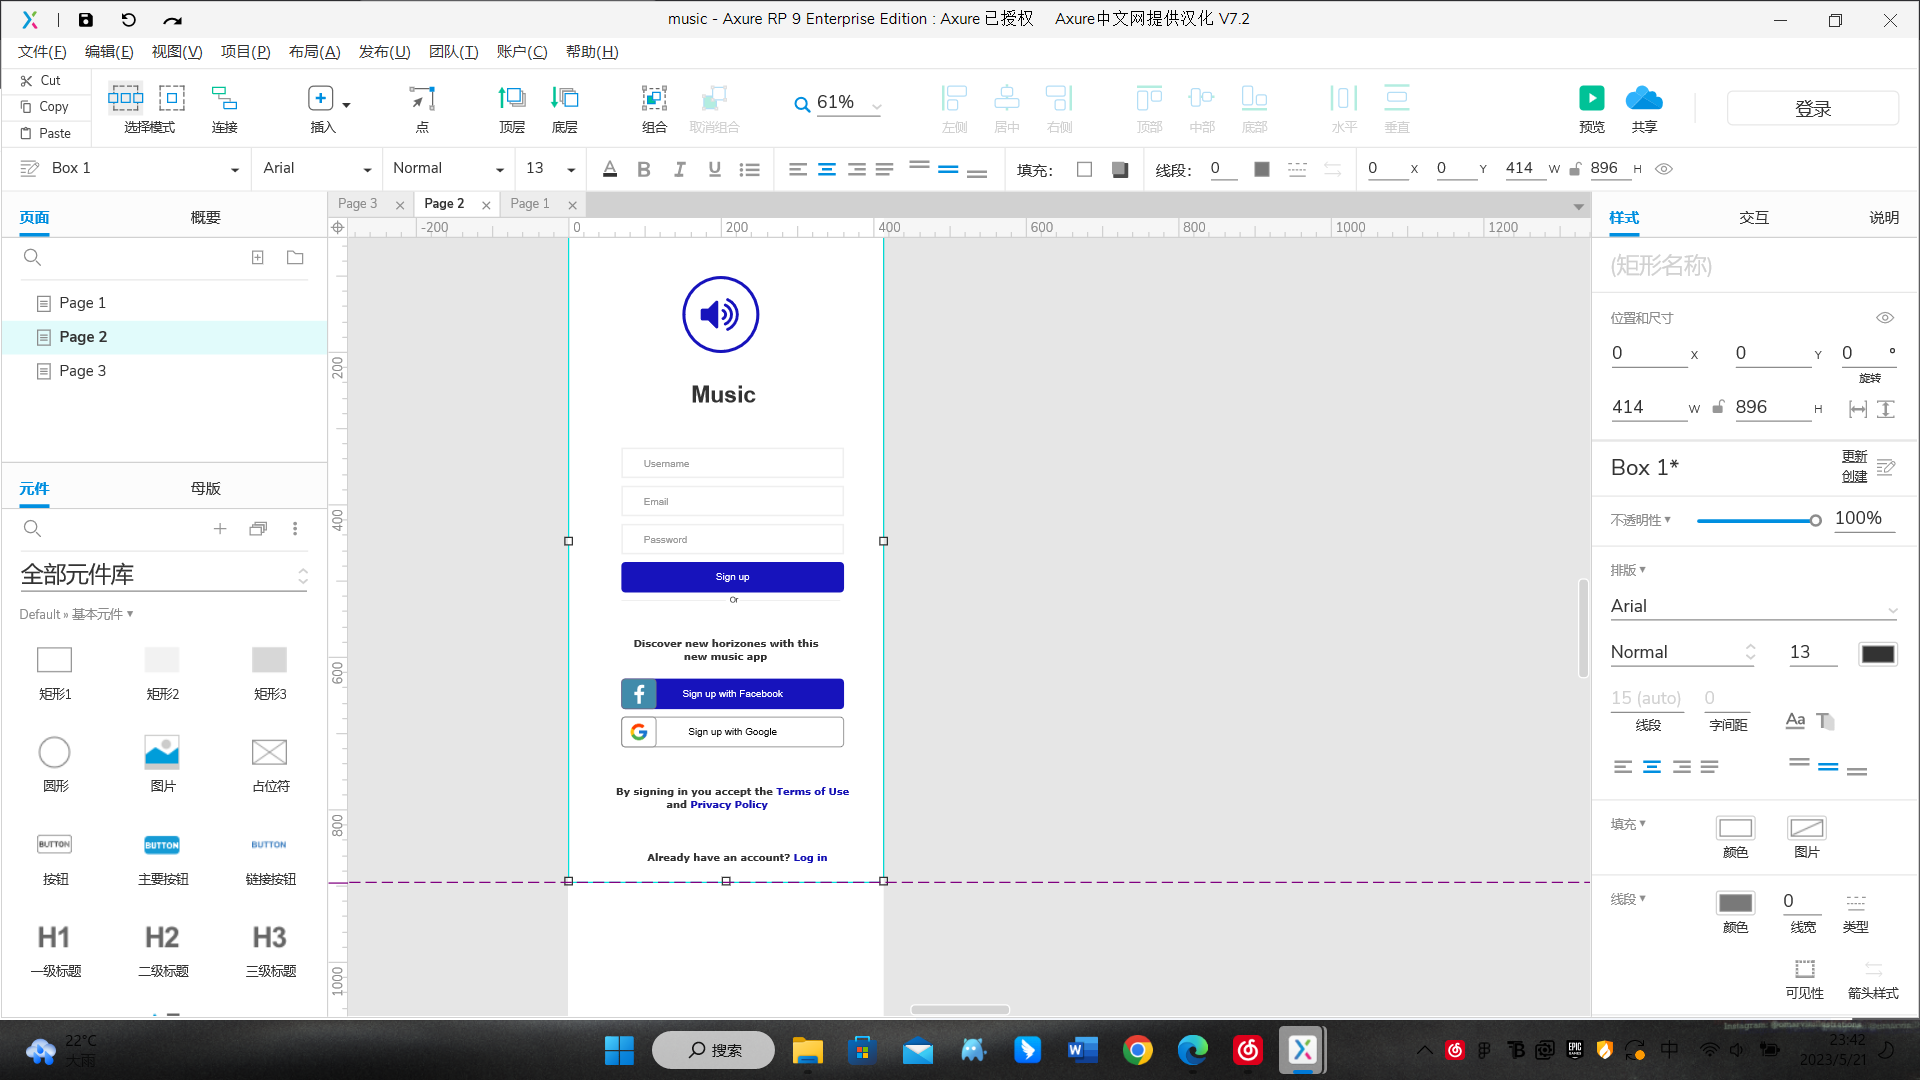 music - Axure RP 9 Enterprise Edition : Axure 已授权 Axure中文网提供汉化 V7.2
文件(F) 编辑(E) 视图(V) 项目(P) 布局(A) 发布(U) 团队(T) 账户(C) 帮助(H)
Cut
Copy
Paste
选择模式
连接
插入
点
顶层
底层
组合
取消组合
61%
左侧
居中
右侧
顶部
中部
底部
水平
垂直
预览
共享
登录
Box 1
Arial
Normal
13
填充:
线段:
0
0 X
0 Y
414 W
896 H
页面
概要
Page 3
Page 2
Page 1
-200 0 200 400 600 800 1000 1200
200
400
600
800
1000
Page 1
Page 2
Page 3
元件
母版
全部元件库
Default » 基本元件
矩形1
矩形2
矩形3
圆形
图片
占位符
BUTTON
BUTTON
BUTTON
按钮
主要按钮
链接按钮
H1
H2
H3
一级标题
二级标题
三级标题
Music
Username
Email
Password
Sign up
Or
Discover new horizones with this
new music app
Sign up with Facebook
Sign up with Google
By signing in you accept the Terms of Use
and Privacy Policy
Already have an account? Log in
样式
交互
说明
(矩形名称)
位置和尺寸
0 X
0 Y
0 °
旋转
414 W
896 H
Box 1*
更新
创建
不透明性
100%
排版
Arial
Normal
13
15 (auto)
0
线段
字间距
Aa
填充
颜色
图片
线段
0
颜色
线宽
类型
可见性
箭头样式
22°C
大雨
搜索
中
23:42
2023/5/21